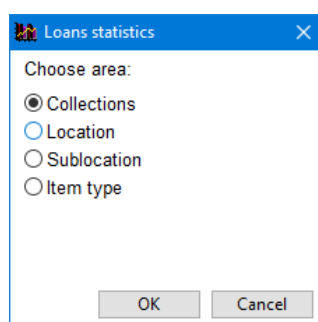 Loans statistics
Choose area:
Collections
Location
Sublocation
Item type
OK Cancel